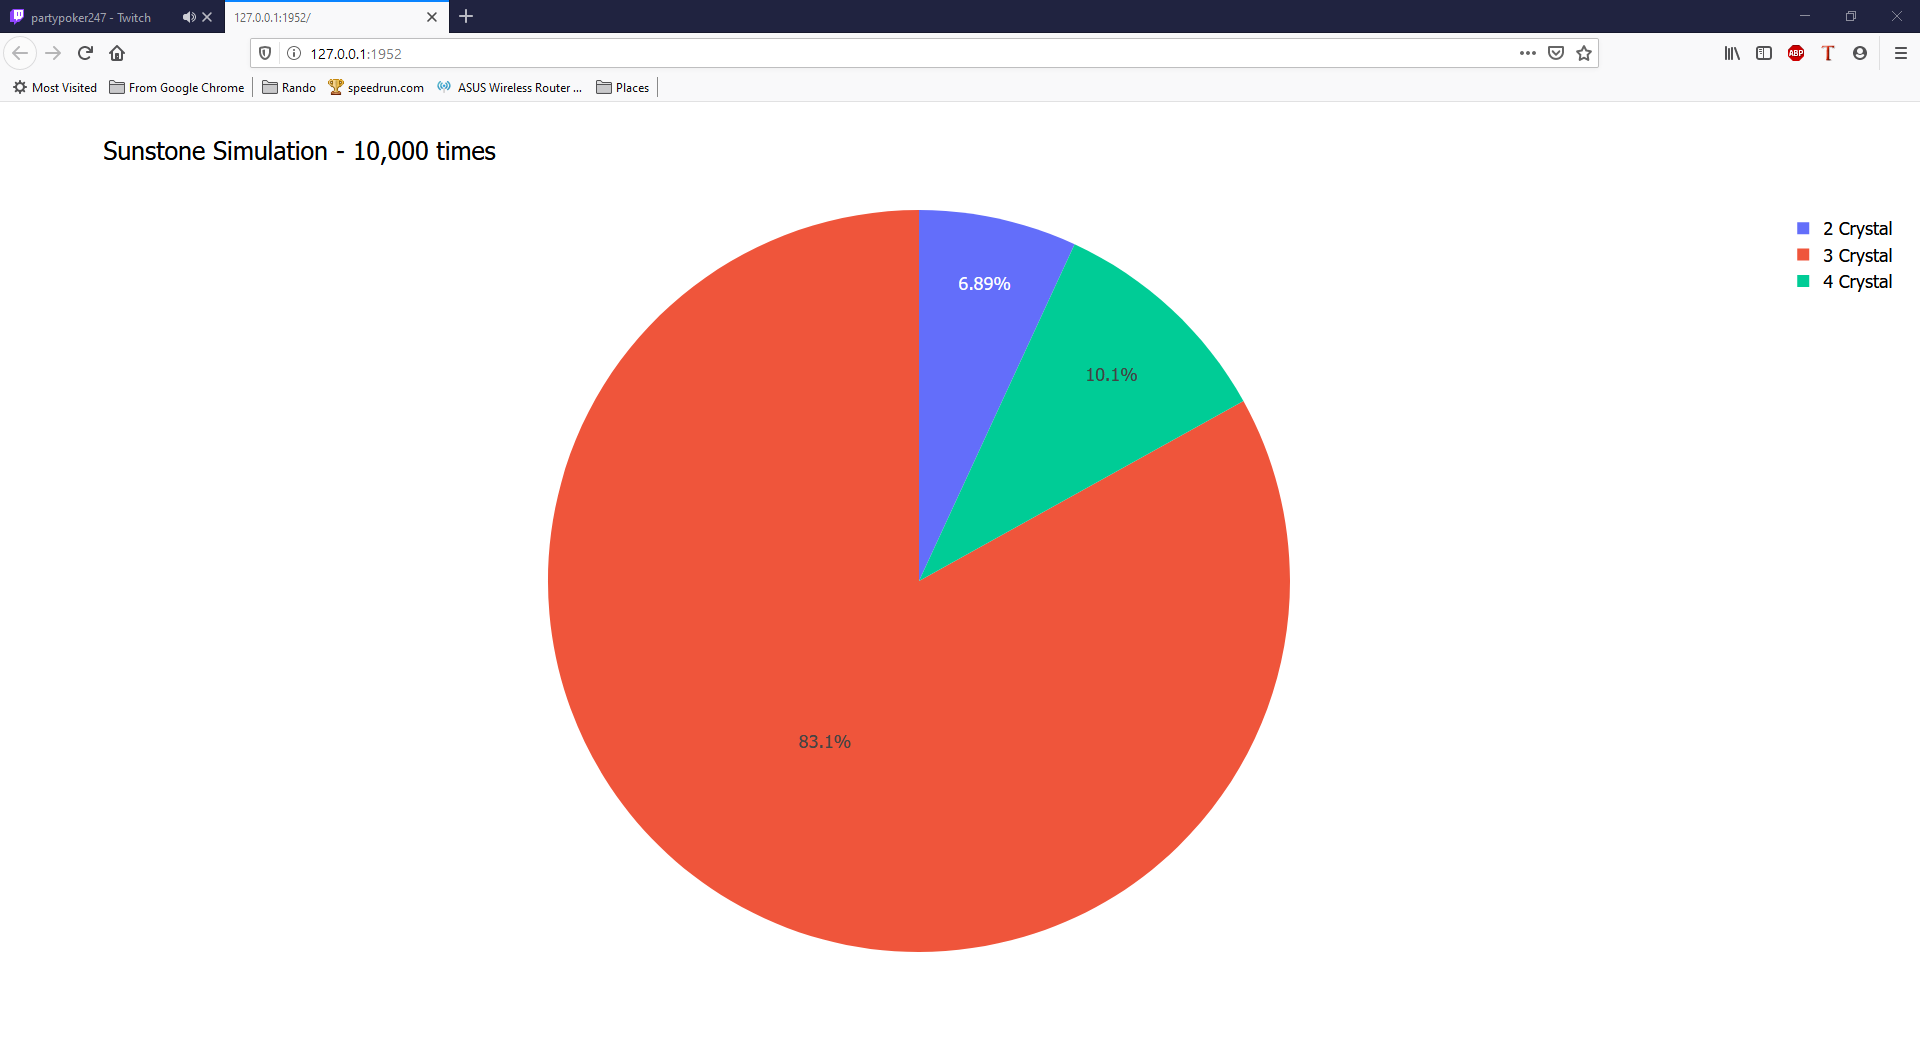 partypoker247 - Twitch
127.0.0.1:1952/
127.0.0.1:1952
ABP
T
Most Visited
From Google Chrome
Rando
speedrun.com
ASUS Wireless Router ...
Places
Sunstone Simulation - 10,000 times
2 Crystal
3 Crystal
4 Crystal
6.89%
10.1%
83.1%